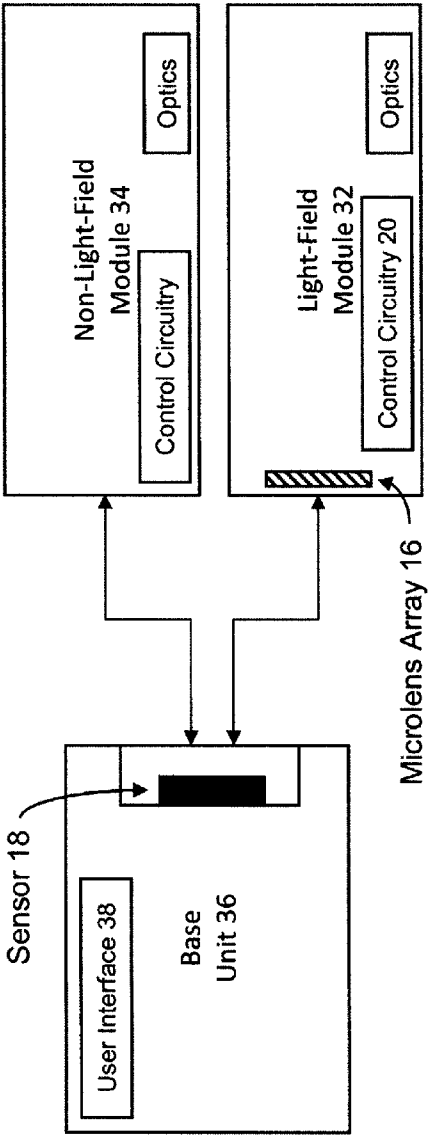 Sensor 18
User Interface 38
Base
Unit 36
Non-Light-Field
Module 34
Control Circuitry
Optics
Light-Field
Module 32
Control Circuitry 20
Optics
Microlens Array 16